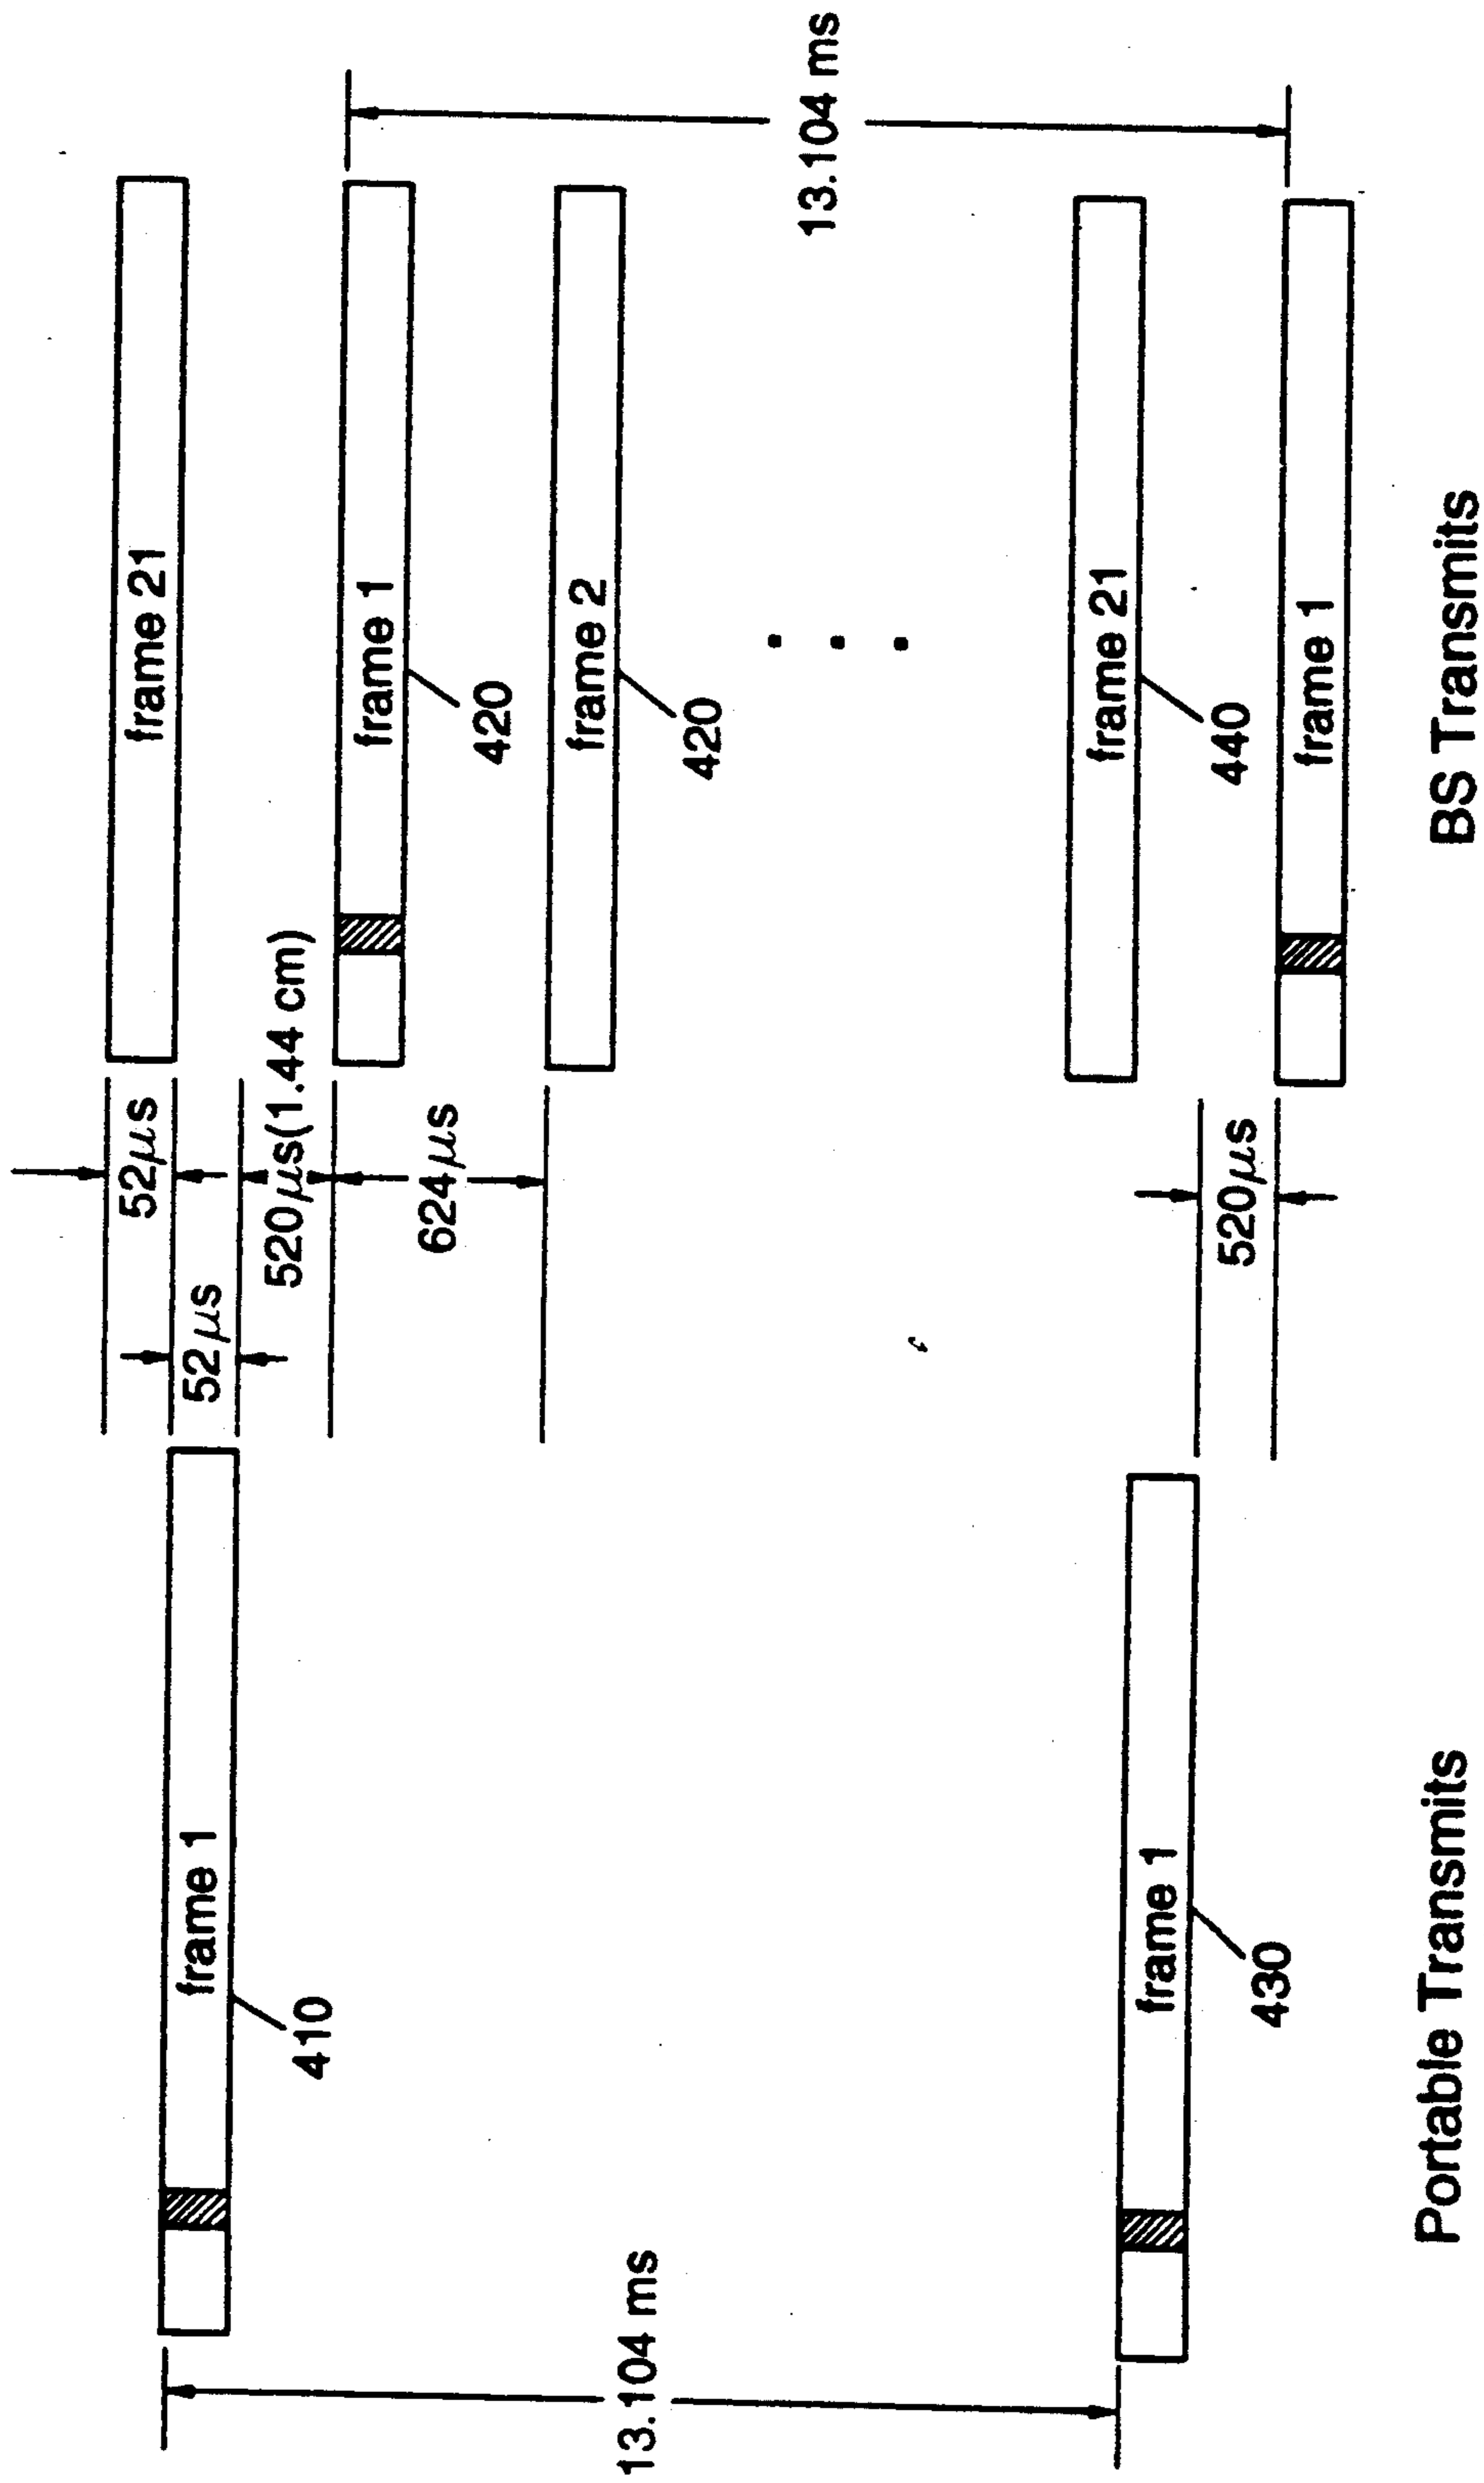 frame 21
52μs
frame 1
410
52μs
520μs(1.44 cm)
frame 1
420
624μs
frame 2
420
13.104 ms
13.104 ms
frame 21
440
frame 1
430
520μs
frame 1
Portable Transmits
BS Transmits